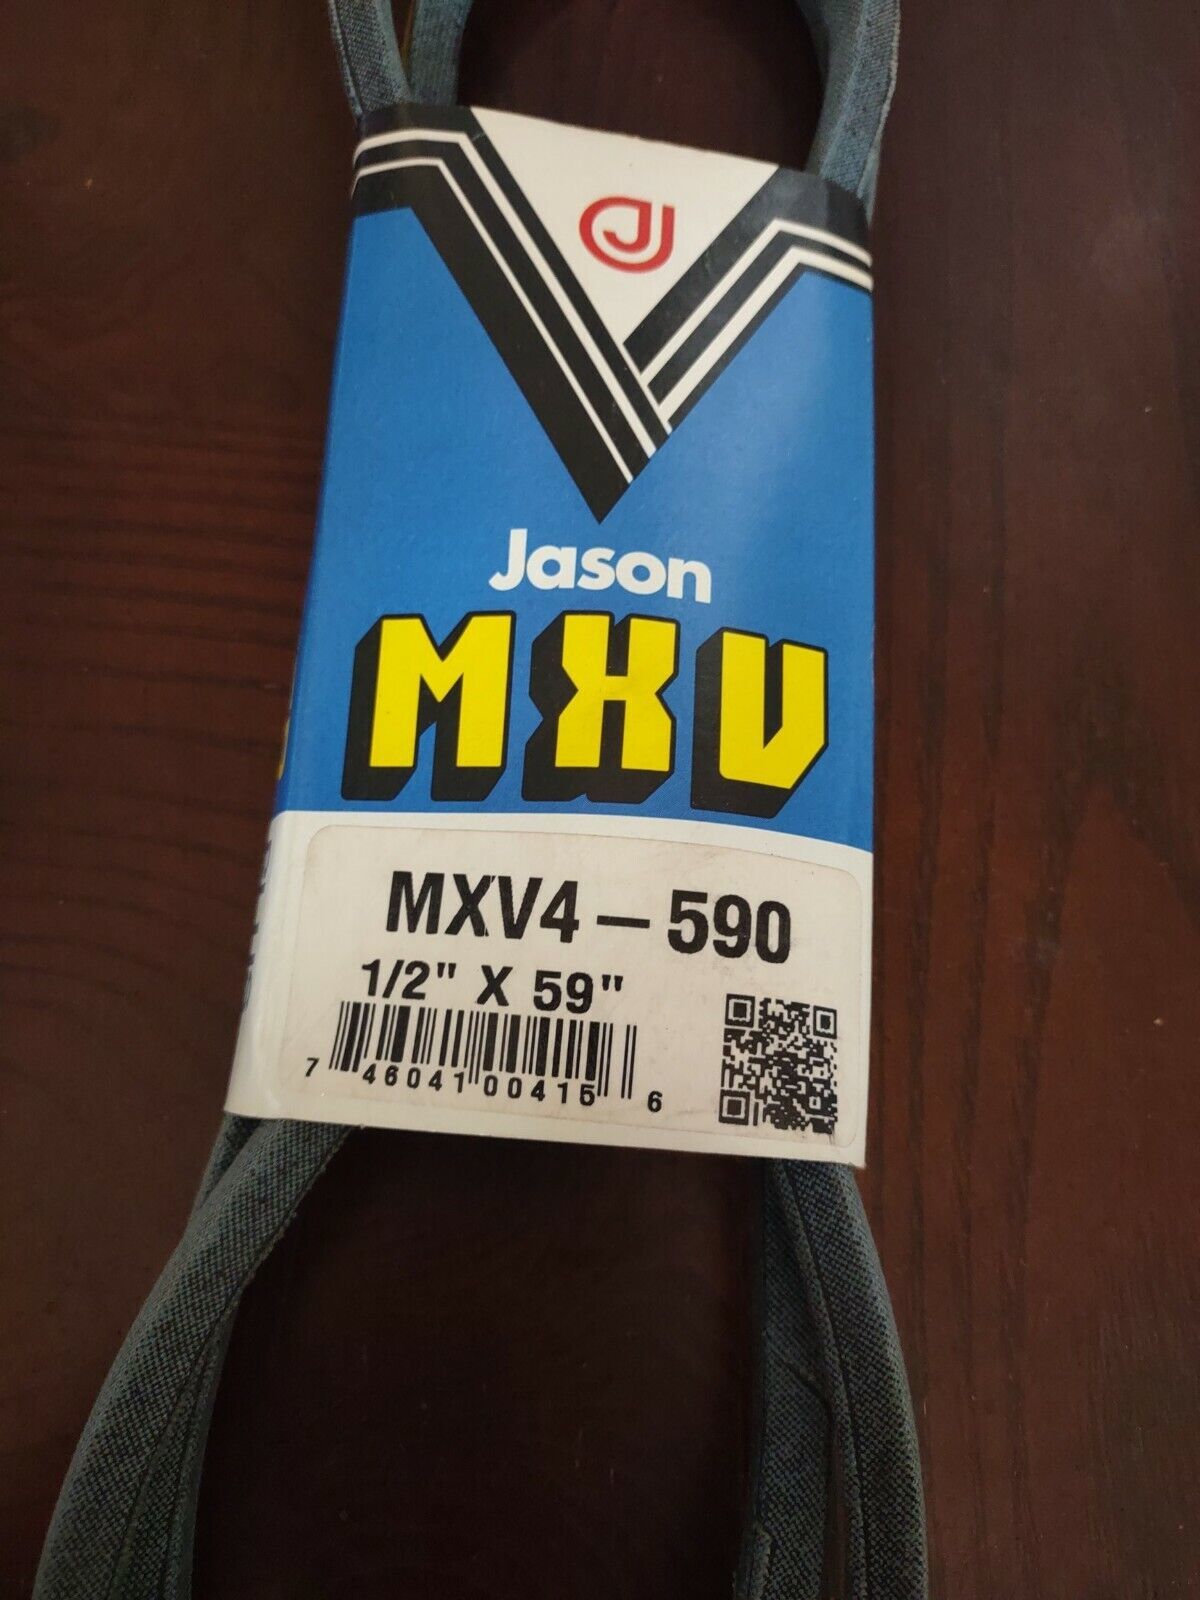 J
Jason
MXV
MXV4-590
1/2" X 59"
7 46041 00415 6